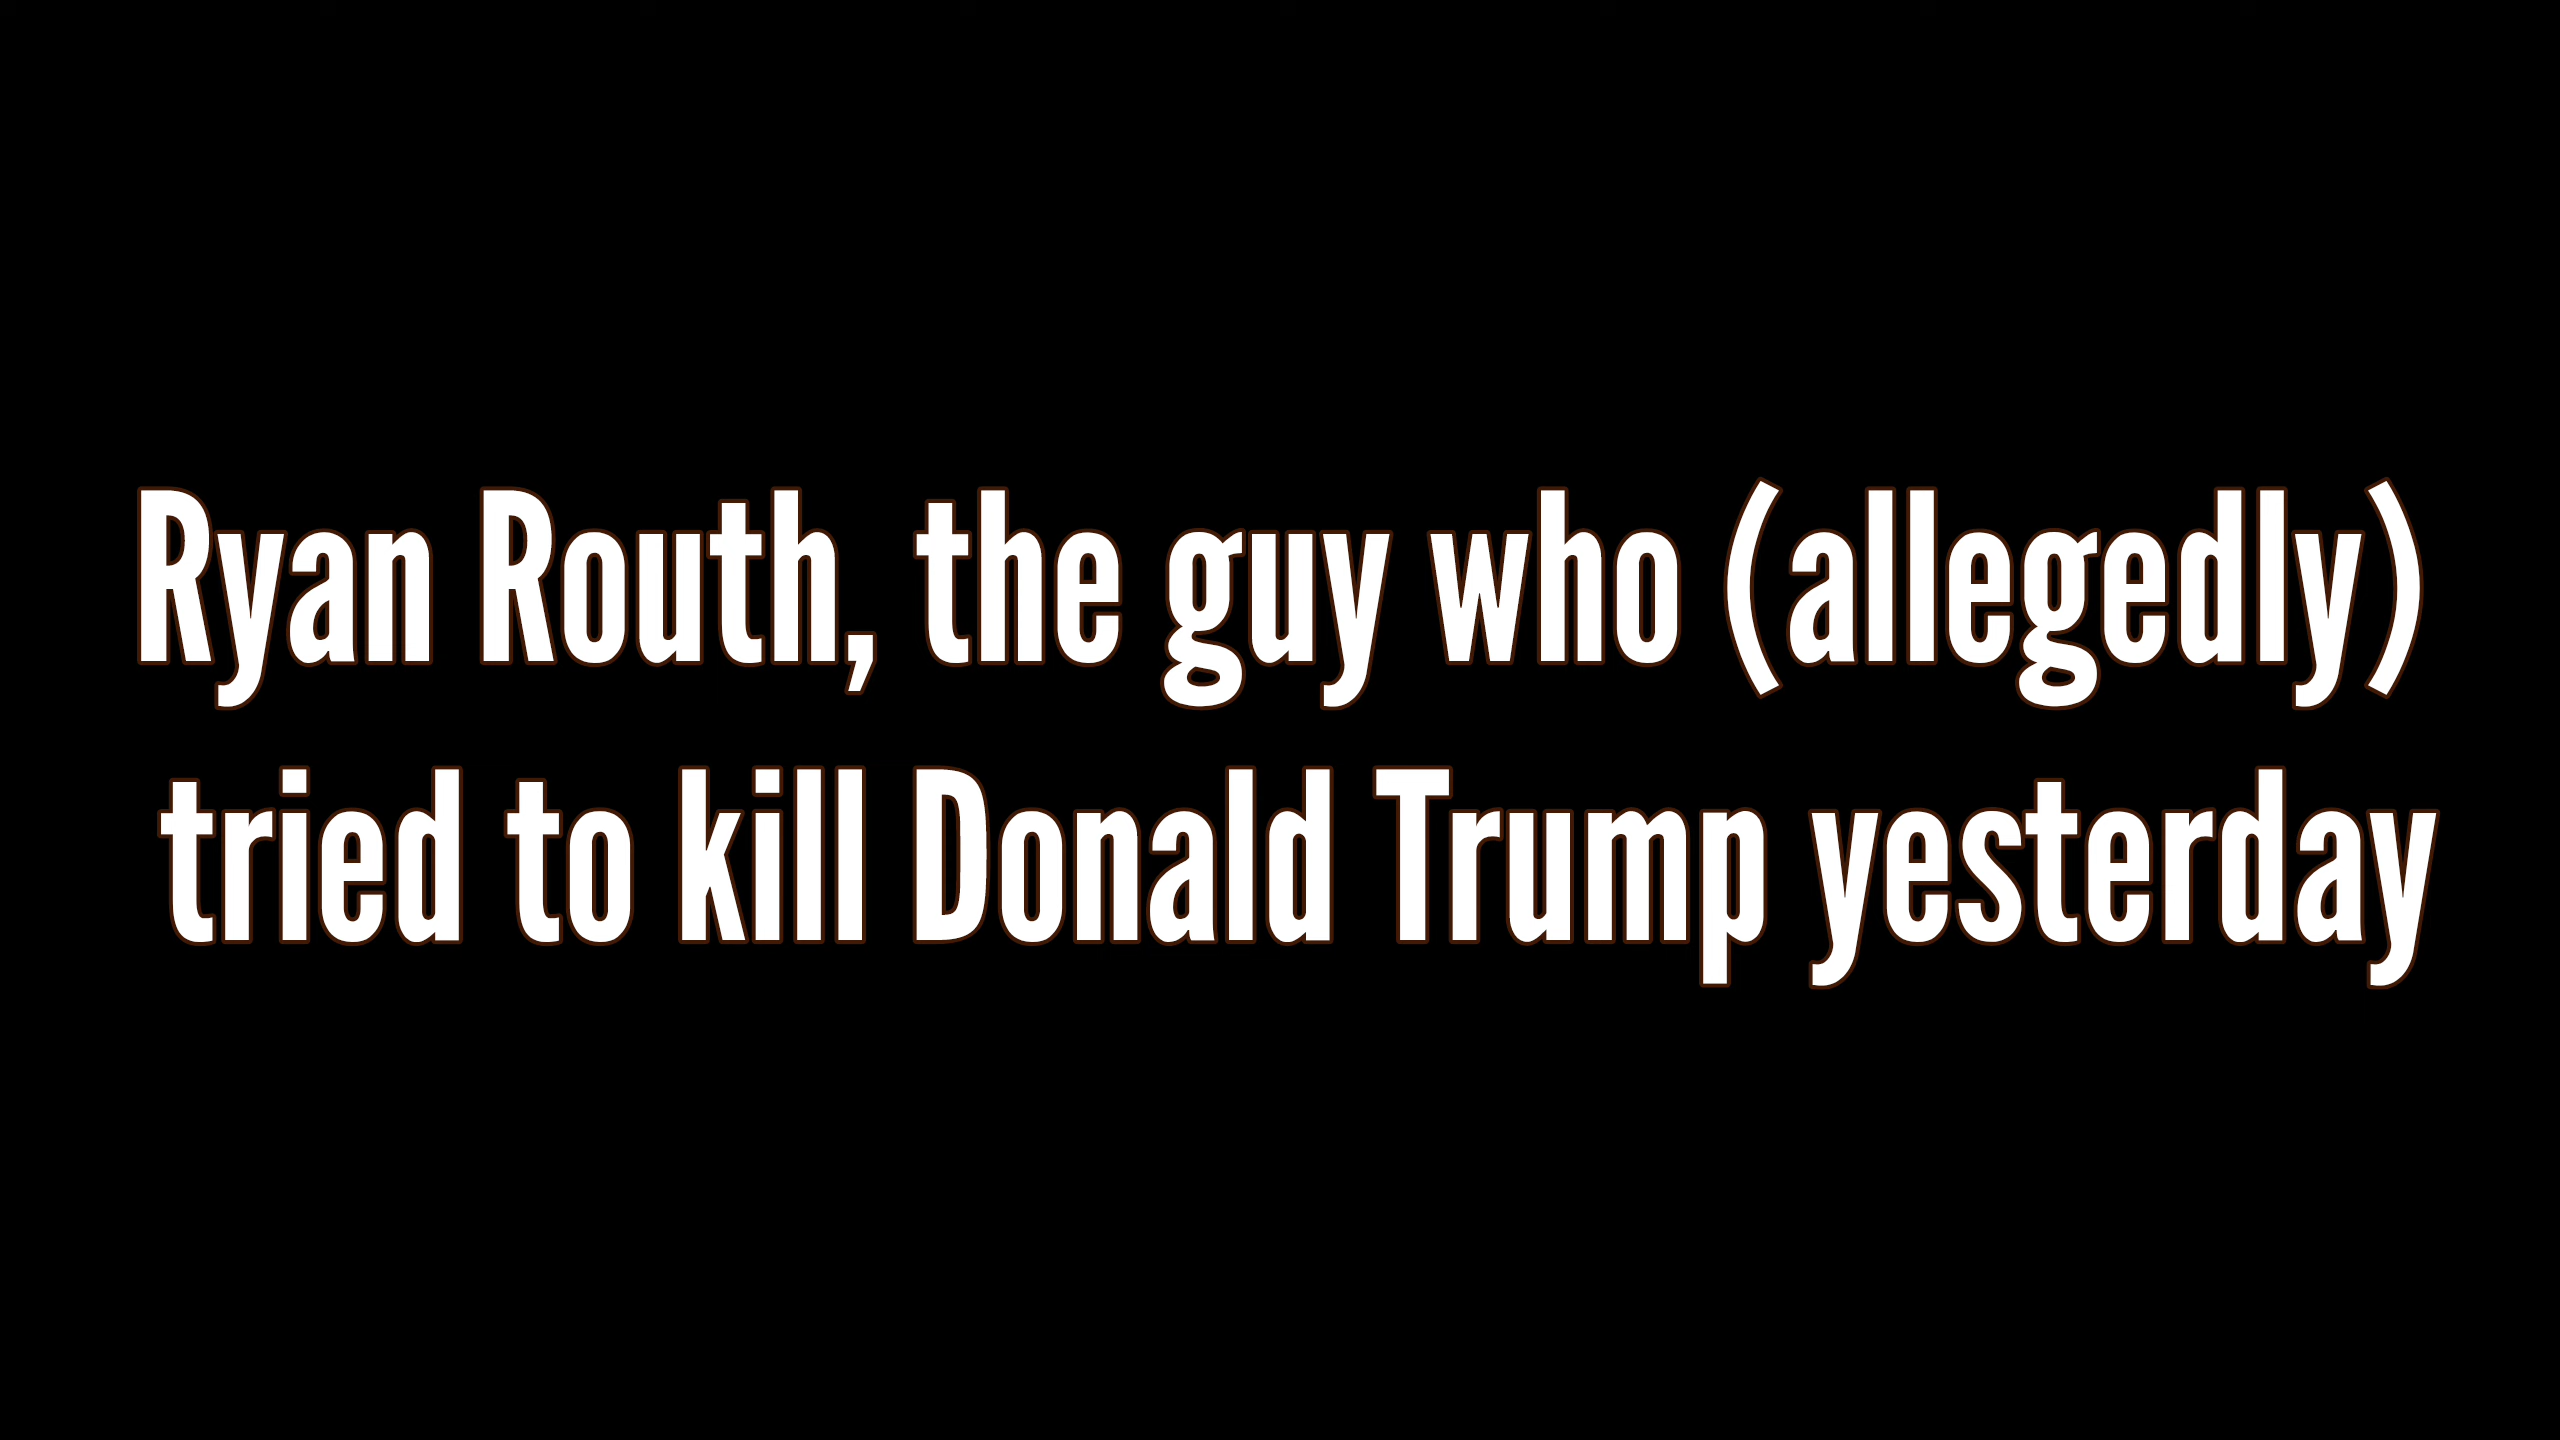 Ryan Routh, the guy who (allegedly)
tried to kill Donald Trump yesterday